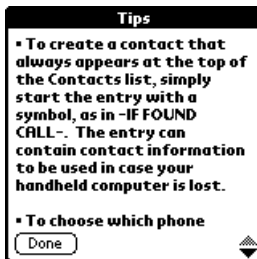 Tips
▪ To create a contact that
always appears at the top of
the Contacts list, simply
start the entry with a
symbol, as in -IF FOUND
CALL-. The entry can
contain contact information
to be used in case your
handheld computer is lost.
▪ To choose which phone
Done